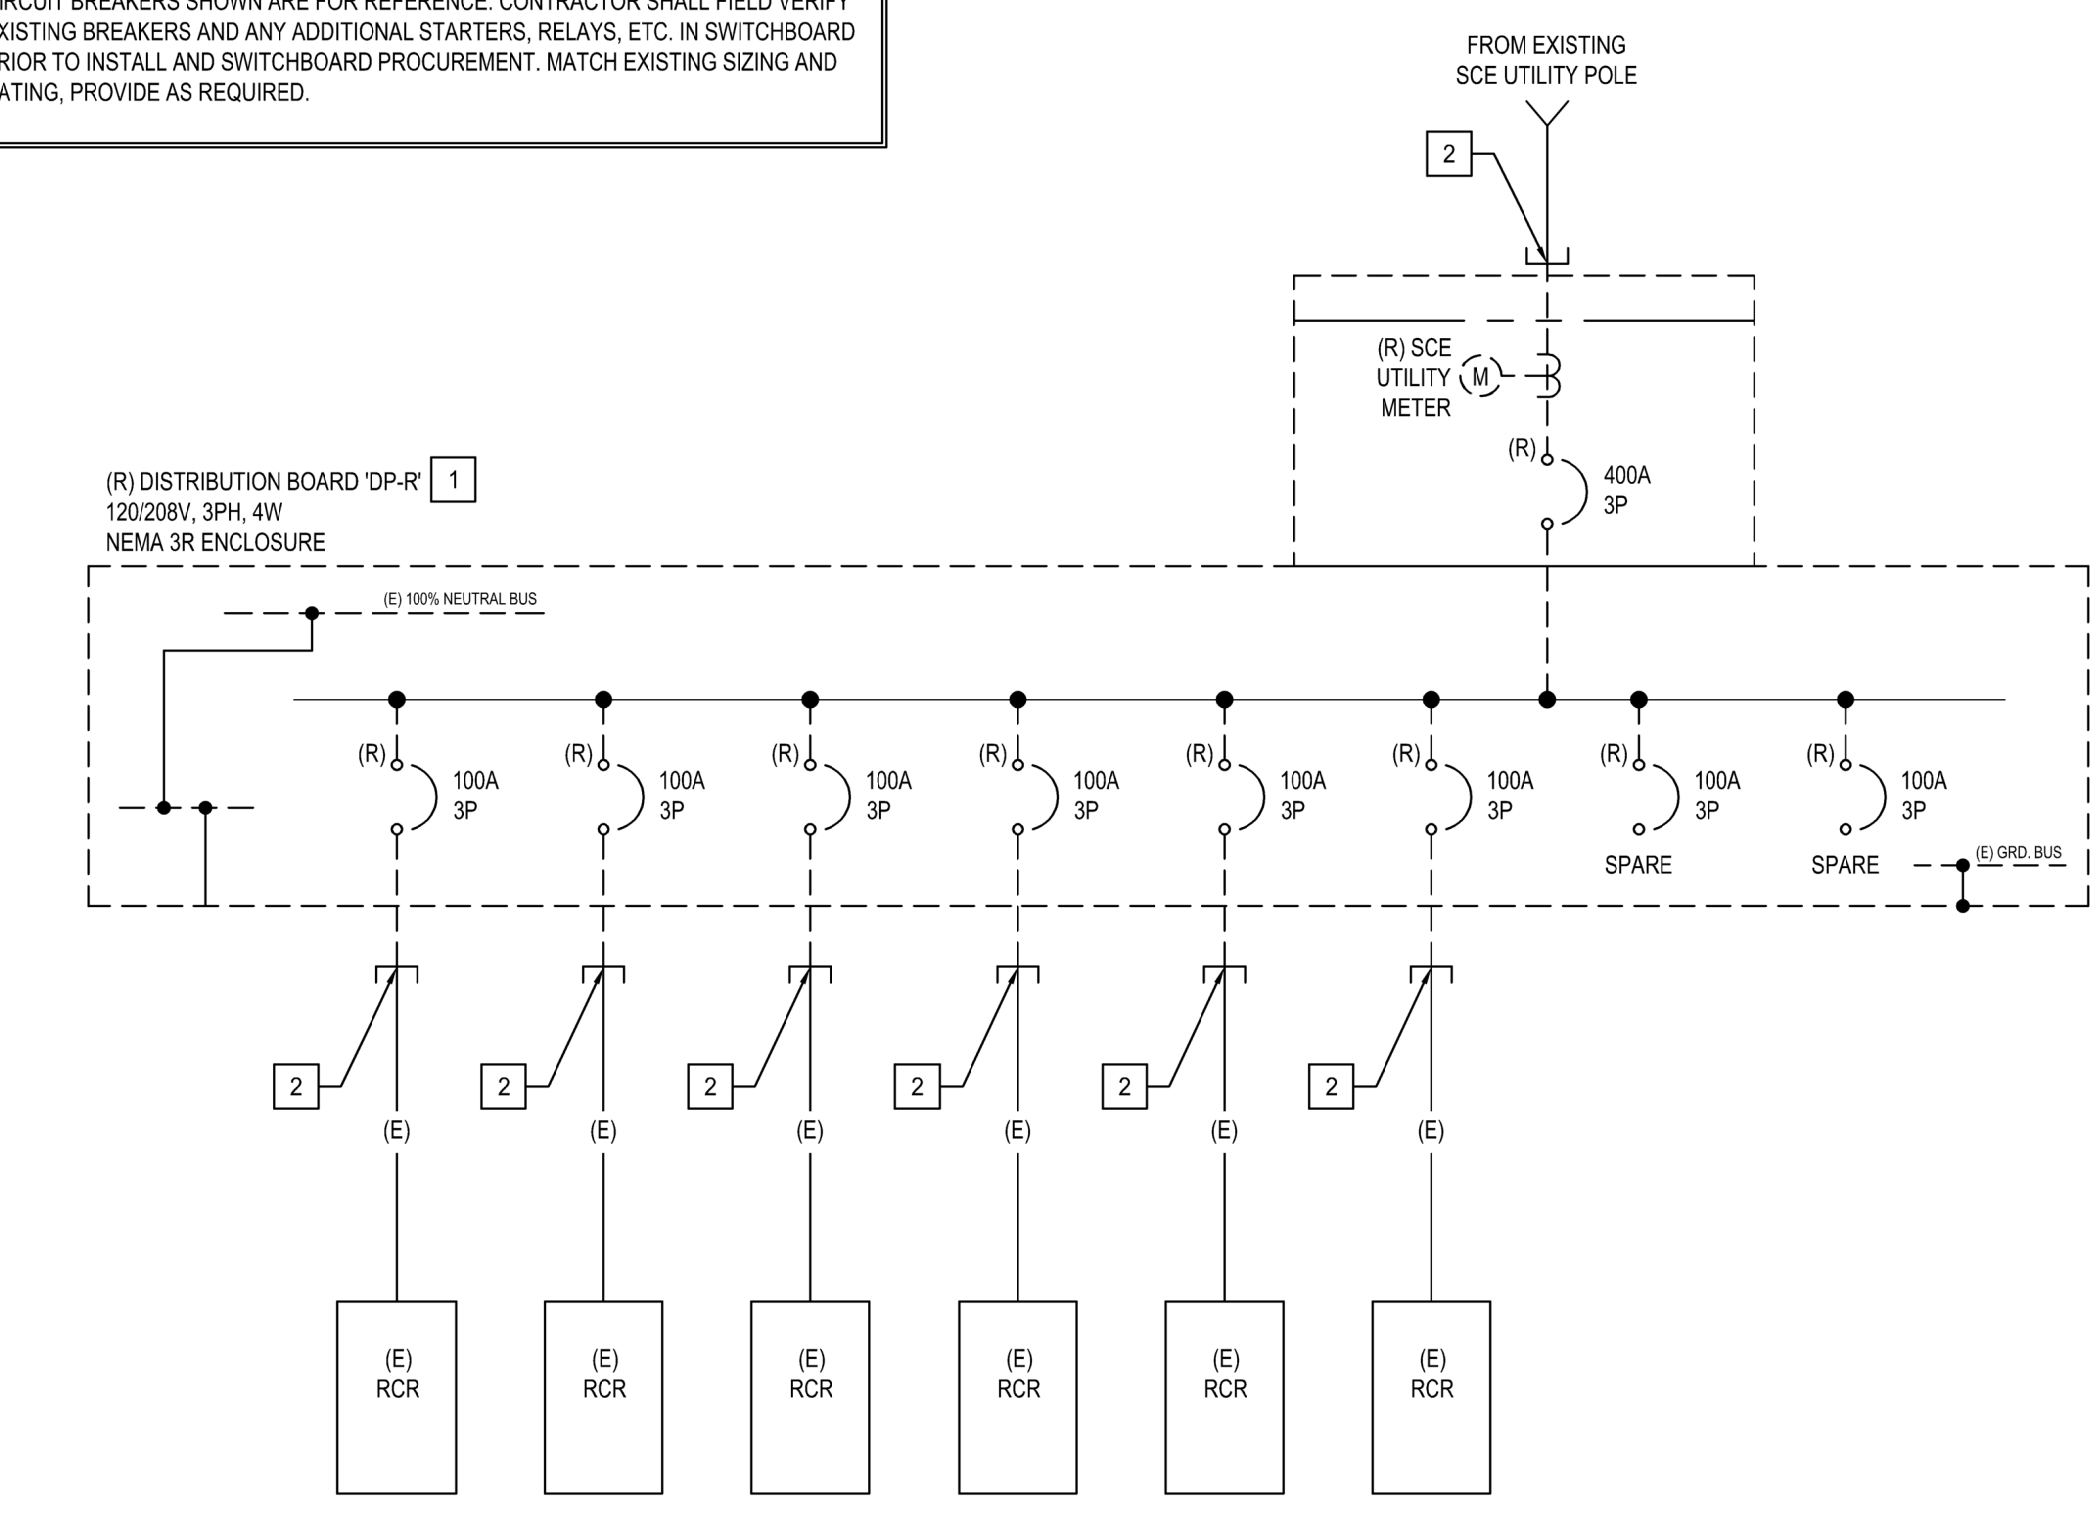 CIRCUIT BREAKERS SHOWN ARE FOR REFERENCE. CONTRACTOR SHALL FIELD VERIFY
EXISTING BREAKERS AND ANY ADDITIONAL STARTERS, RELAYS, ETC. IN SWITCHBOARD
PRIOR TO INSTALL AND SWITCHBOARD PROCUREMENT. MATCH EXISTING SIZING AND
RATING, PROVIDE AS REQUIRED.
FROM EXISTING
SCE UTILITY POLE
2
(R) SCE
UTILITY
METER
M
(R)
400A
3P
(R) DISTRIBUTION BOARD 'DP-R'
1
120/208V, 3PH, 4W
NEMA 3R ENCLOSURE
(E) 100% NEUTRAL BUS
(R)
100A
3P
(R)
100A
3P
(R)
100A
3P
(R)
100A
3P
(R)
100A
3P
(R)
100A
3P
(R)
100A
3P
SPARE
(R)
100A
3P
SPARE
(E) GRD. BUS
2
2
2
2
2
2
(E)
(E)
(E)
(E)
(E)
(E)
(E)
RCR
(E)
RCR
(E)
RCR
(E)
RCR
(E)
RCR
(E)
RCR